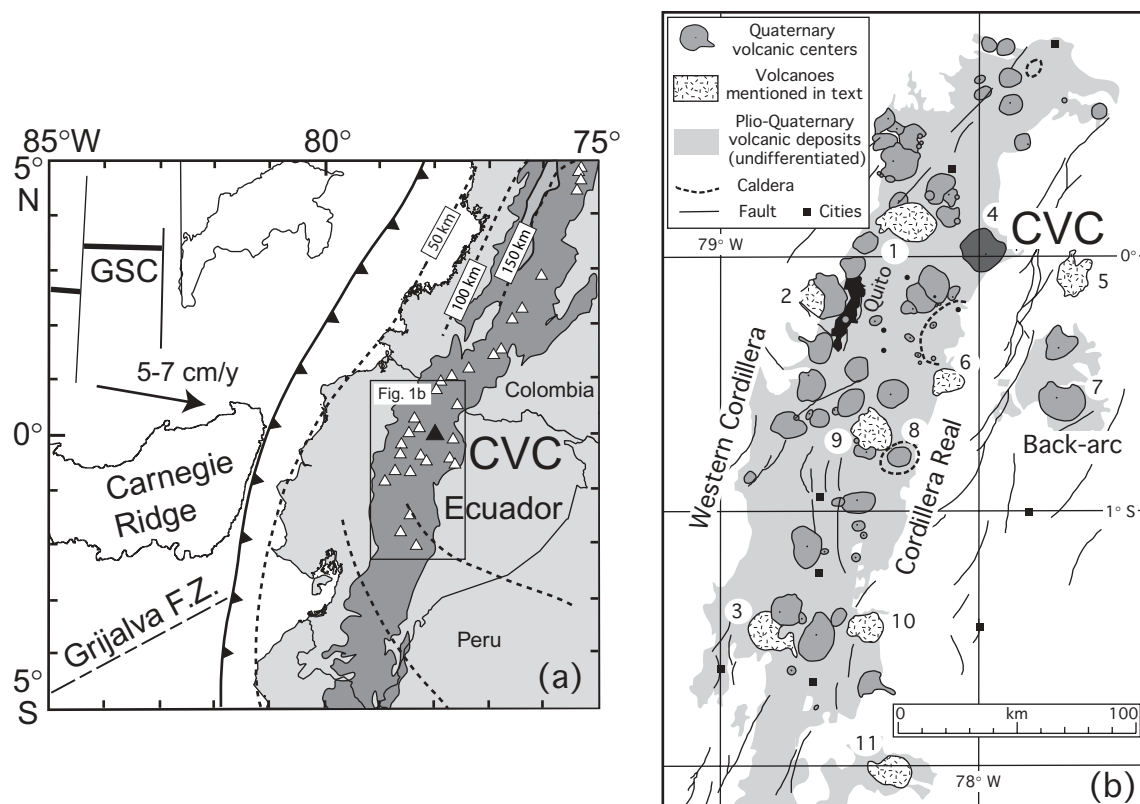 85°W
80°
75°
5°
N
GSC
50 km
100 km
150 km
5-7 cm/y
Fig. 1b
Colombia
0°
CVC
Carnegie
Ridge
Ecuador
Grijalva F.Z.
Peru
5°
S
(a)
Quaternary
volcanic centers
Volcanoes
mentioned in text
Plio-Quaternary
volcanic deposits
(undifferentiated)
Caldera
Fault
Cities
4
CVC
79° W
1
0°
5
2
Quito
6
7
Western Cordillera
9
8
Cordillera Real
Back-arc
1° S
3
10
0
km
100
11
78° W
(b)